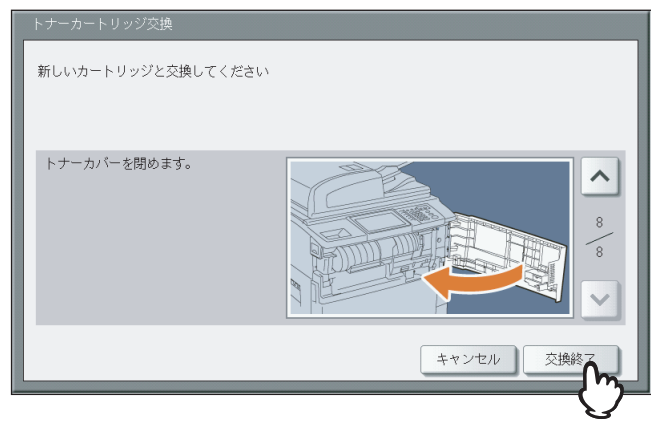 トナーカートリッジ交換
新しいカートリッジと交換してください
トナーカバーを閉めます。
8
8
キャンセル
交換終了